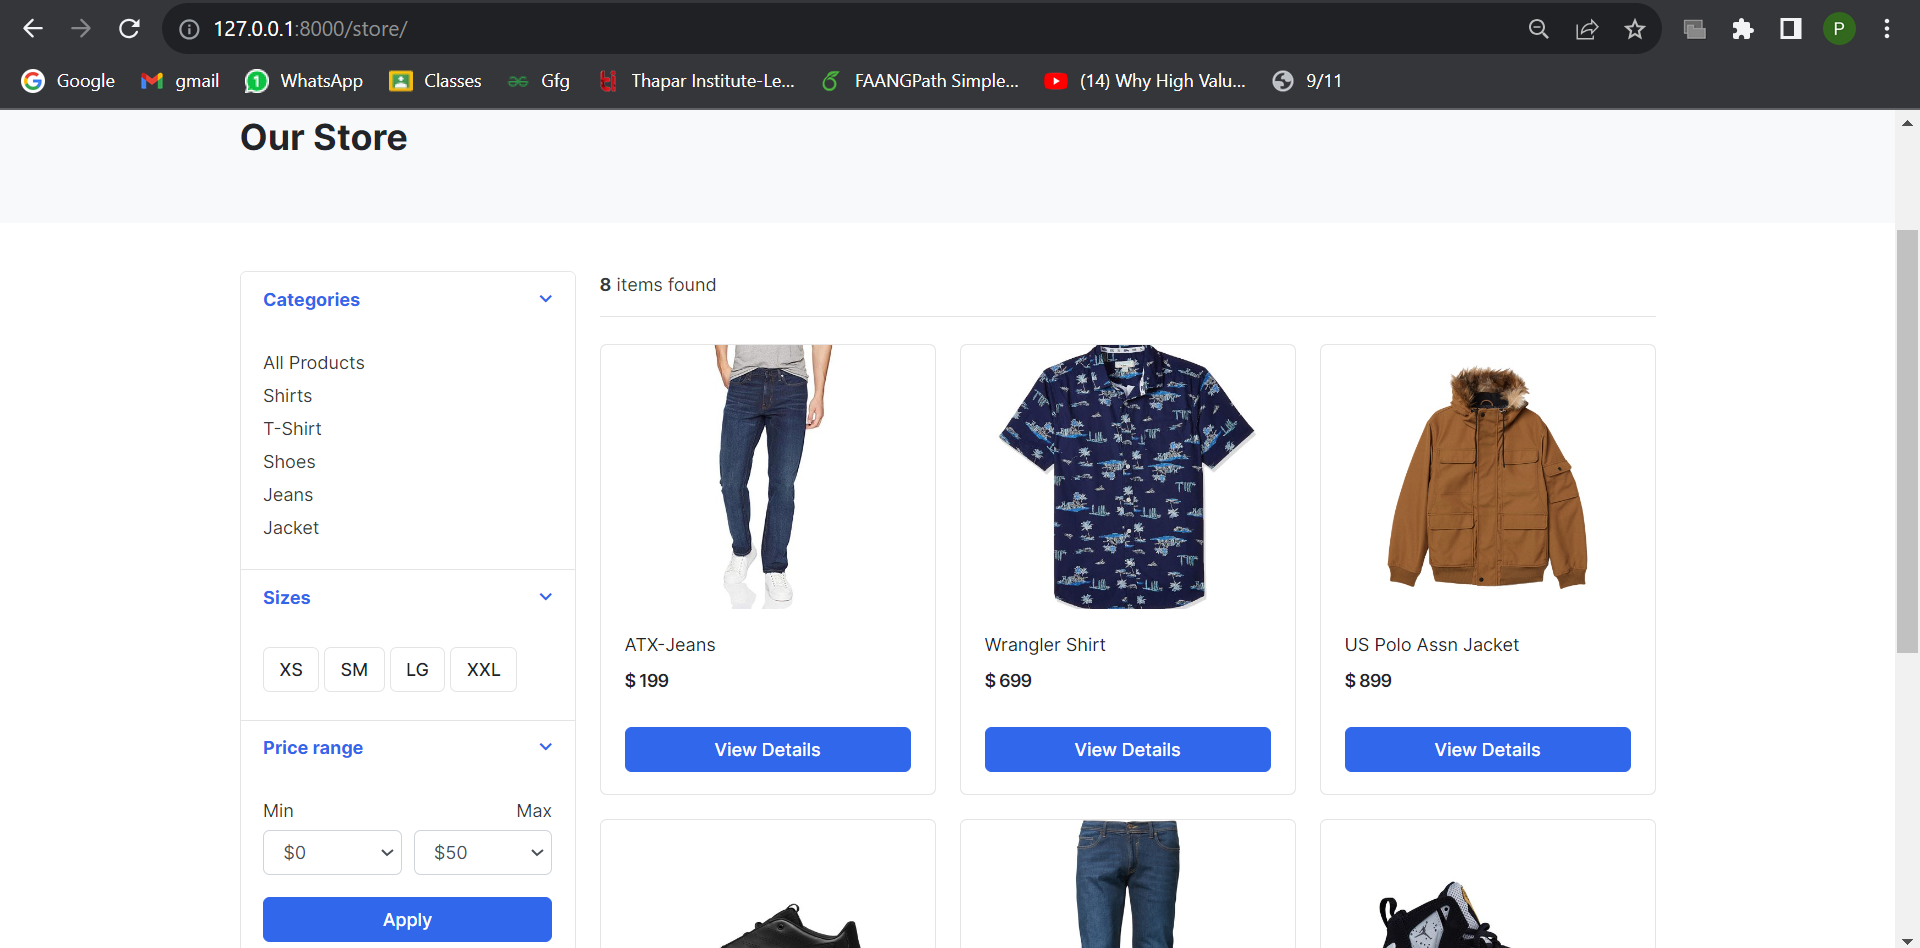 127.0.0.1:8000/store/
P
Google
gmail
1 WhatsApp
Classes
Gfg
Thapar Institute-Le...
FAANGPath Simple...
(14) Why High Valu...
9/11
Our Store
Categories
All Products
Shirts
T-Shirt
Shoes
Jeans
Jacket
Sizes
XS SM LG XXL
Price range
Min Max
$0 $50
Apply
8 items found
ATX-Jeans
$ 199
View Details
Wrangler Shirt
$ 699
View Details
US Polo Assn Jacket
$ 899
View Details